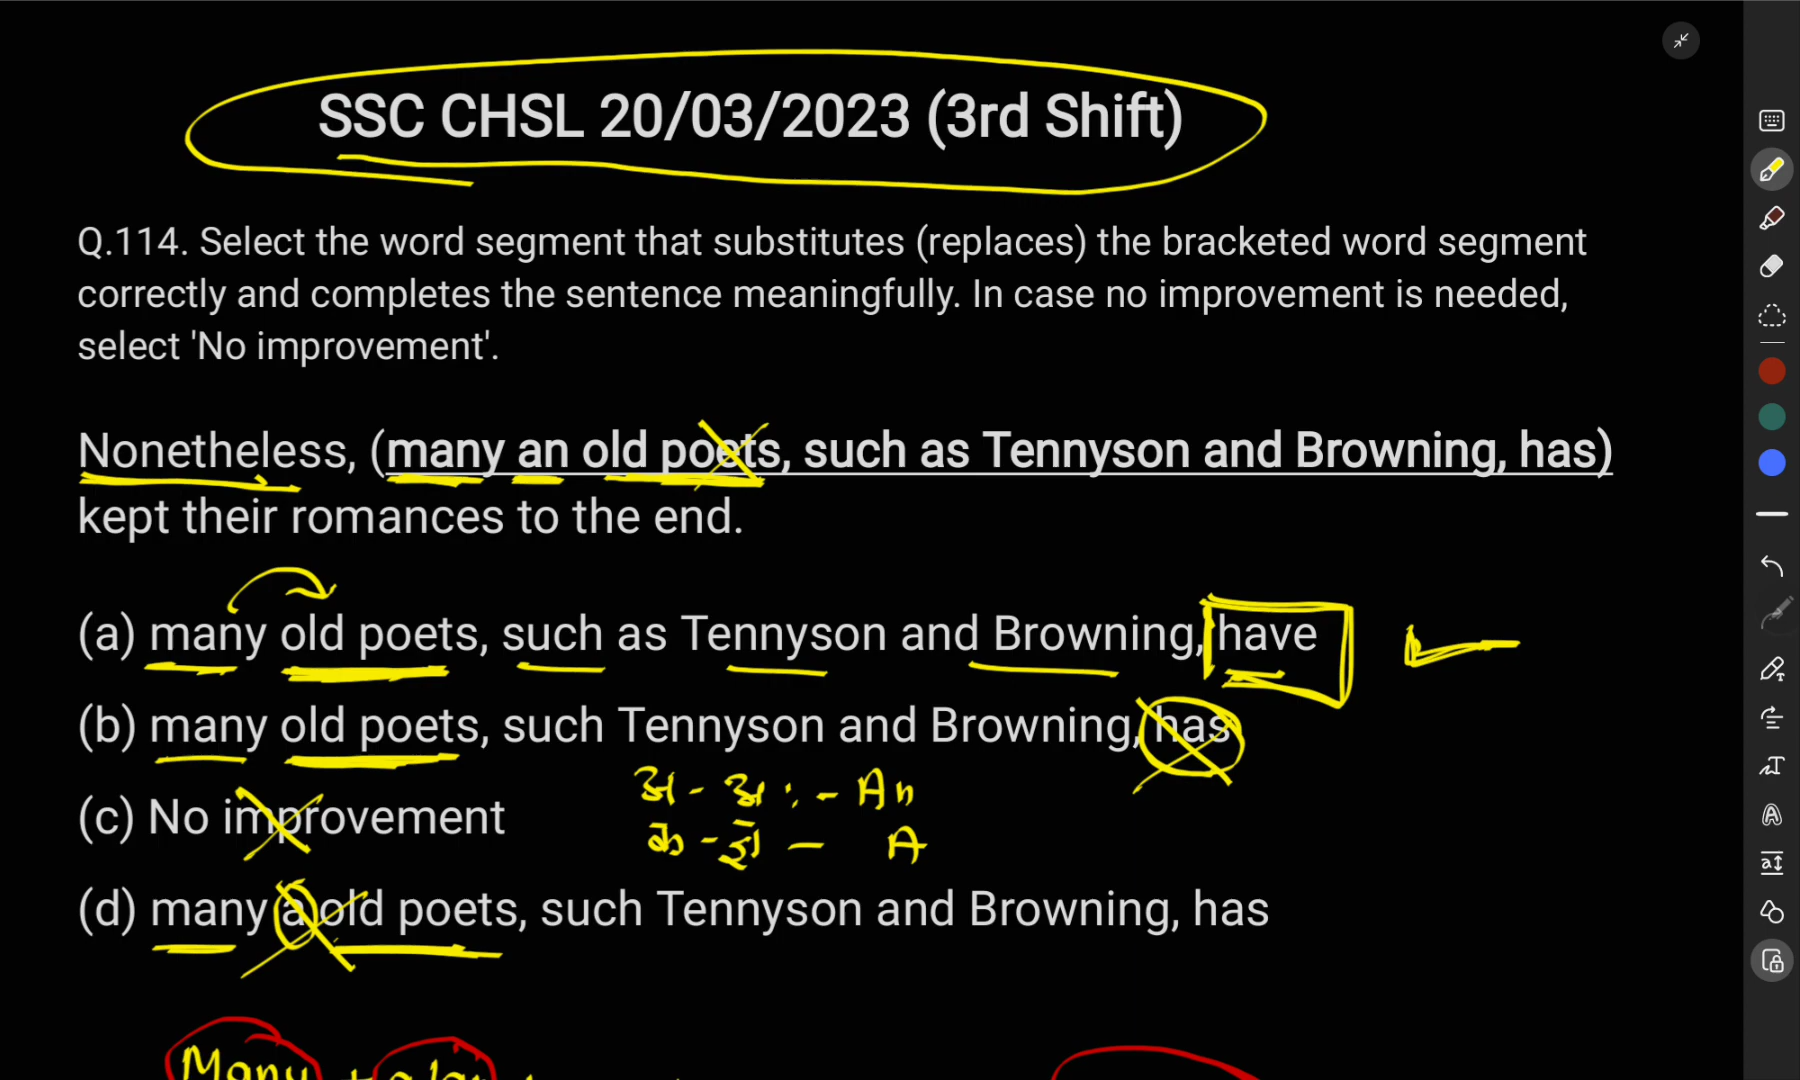 SSC CHSL 20/03/2023 (3rd Shift)
Q.114. Select the word segment that substitutes (replaces) the bracketed word segment
correctly and completes the sentence meaningfully. In case no improvement is needed,
select 'No improvement'.
Nonetheless, (many an old poets, such as Tennyson and Browning, has)
kept their romances to the end.
(a) many old poets, such as Tennyson and Browning, have
(b) many old poets, such Tennyson and Browning, has
अ - अः - An
(c) No improvement
A
(d) many a old poets, such Tennyson and Browning, has
Many +